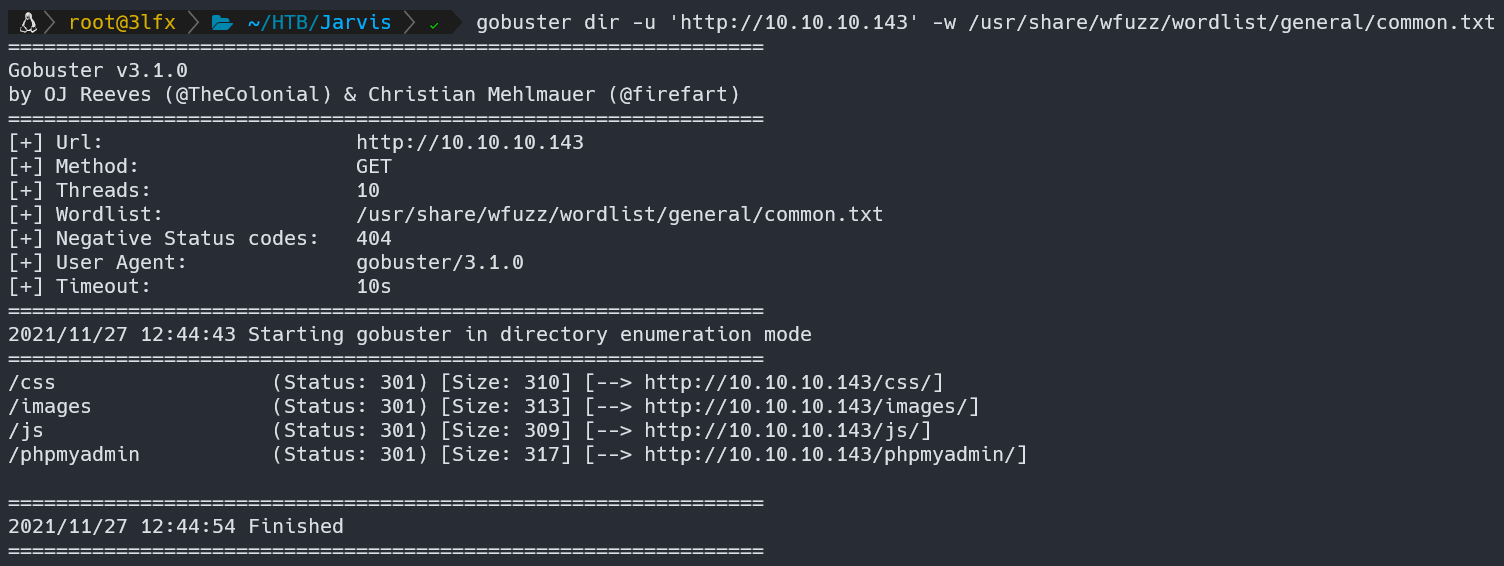 root@3lfx ~/HTB/Jarvis ✓ gobuster dir -u 'http://10.10.10.143' -w /usr/share/wfuzz/wordlist/general/common.txt
===============================================================
Gobuster v3.1.0
by OJ Reeves (@TheColonial) & Christian Mehlmauer (@firefart)
===============================================================
[+] Url:                     http://10.10.10.143
[+] Method:                  GET
[+] Threads:                 10
[+] Wordlist:                /usr/share/wfuzz/wordlist/general/common.txt
[+] Negative Status codes:   404
[+] User Agent:              gobuster/3.1.0
[+] Timeout:                 10s
===============================================================
2021/11/27 12:44:43 Starting gobuster in directory enumeration mode
===============================================================
/css                  (Status: 301) [Size: 310] [--> http://10.10.10.143/css/]
/images               (Status: 301) [Size: 313] [--> http://10.10.10.143/images/]
/js                   (Status: 301) [Size: 309] [--> http://10.10.10.143/js/]
/phpmyadmin           (Status: 301) [Size: 317] [--> http://10.10.10.143/phpmyadmin/]
===============================================================
2021/11/27 12:44:54 Finished
===============================================================